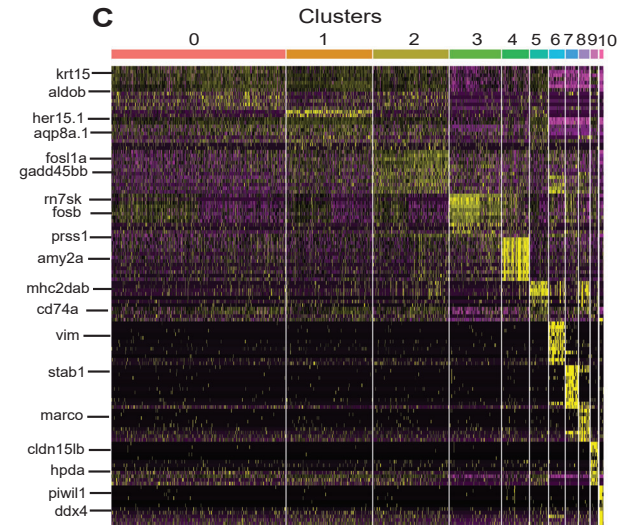 C
Clusters
0 1 2 3 4 5 6 7 8 9 10
krt15
aldob
her15.1
aqp8a.1
fosl1a
gadd45bb
rn7sk
fosb
prss1
amy2a
mhc2dab
cd74a
vim
stab1
marco
cldn15lb
hpda
piwil1
ddx4